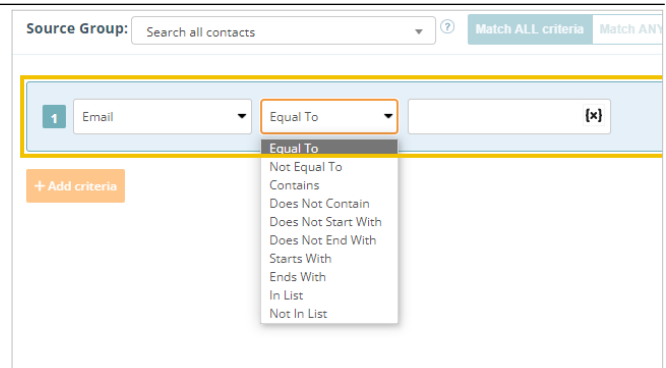 Source Group: Search all contacts ? Match ALL criteria Match ANY
1 Email Equal To {x}
Equal To
Not Equal To
Contains
Does Not Contain
Does Not Start With
Does Not End With
Starts With
Ends With
In List
Not In List
+ Add criteria